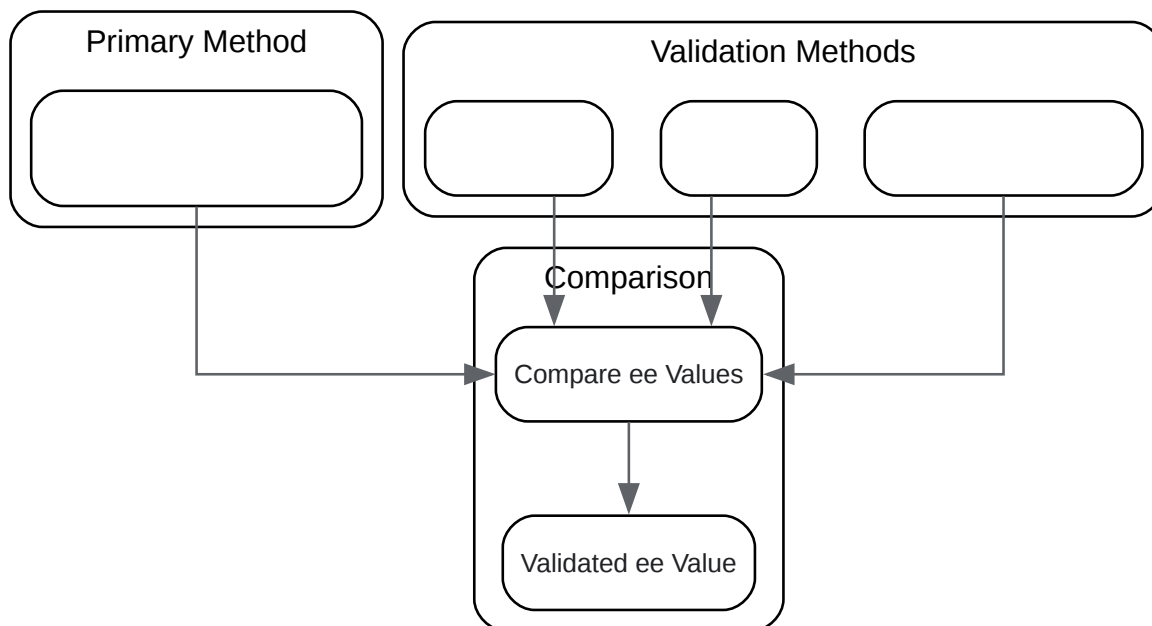 Primary Method
Validation Methods
Comparison
Compare ee Values
Validated ee Value